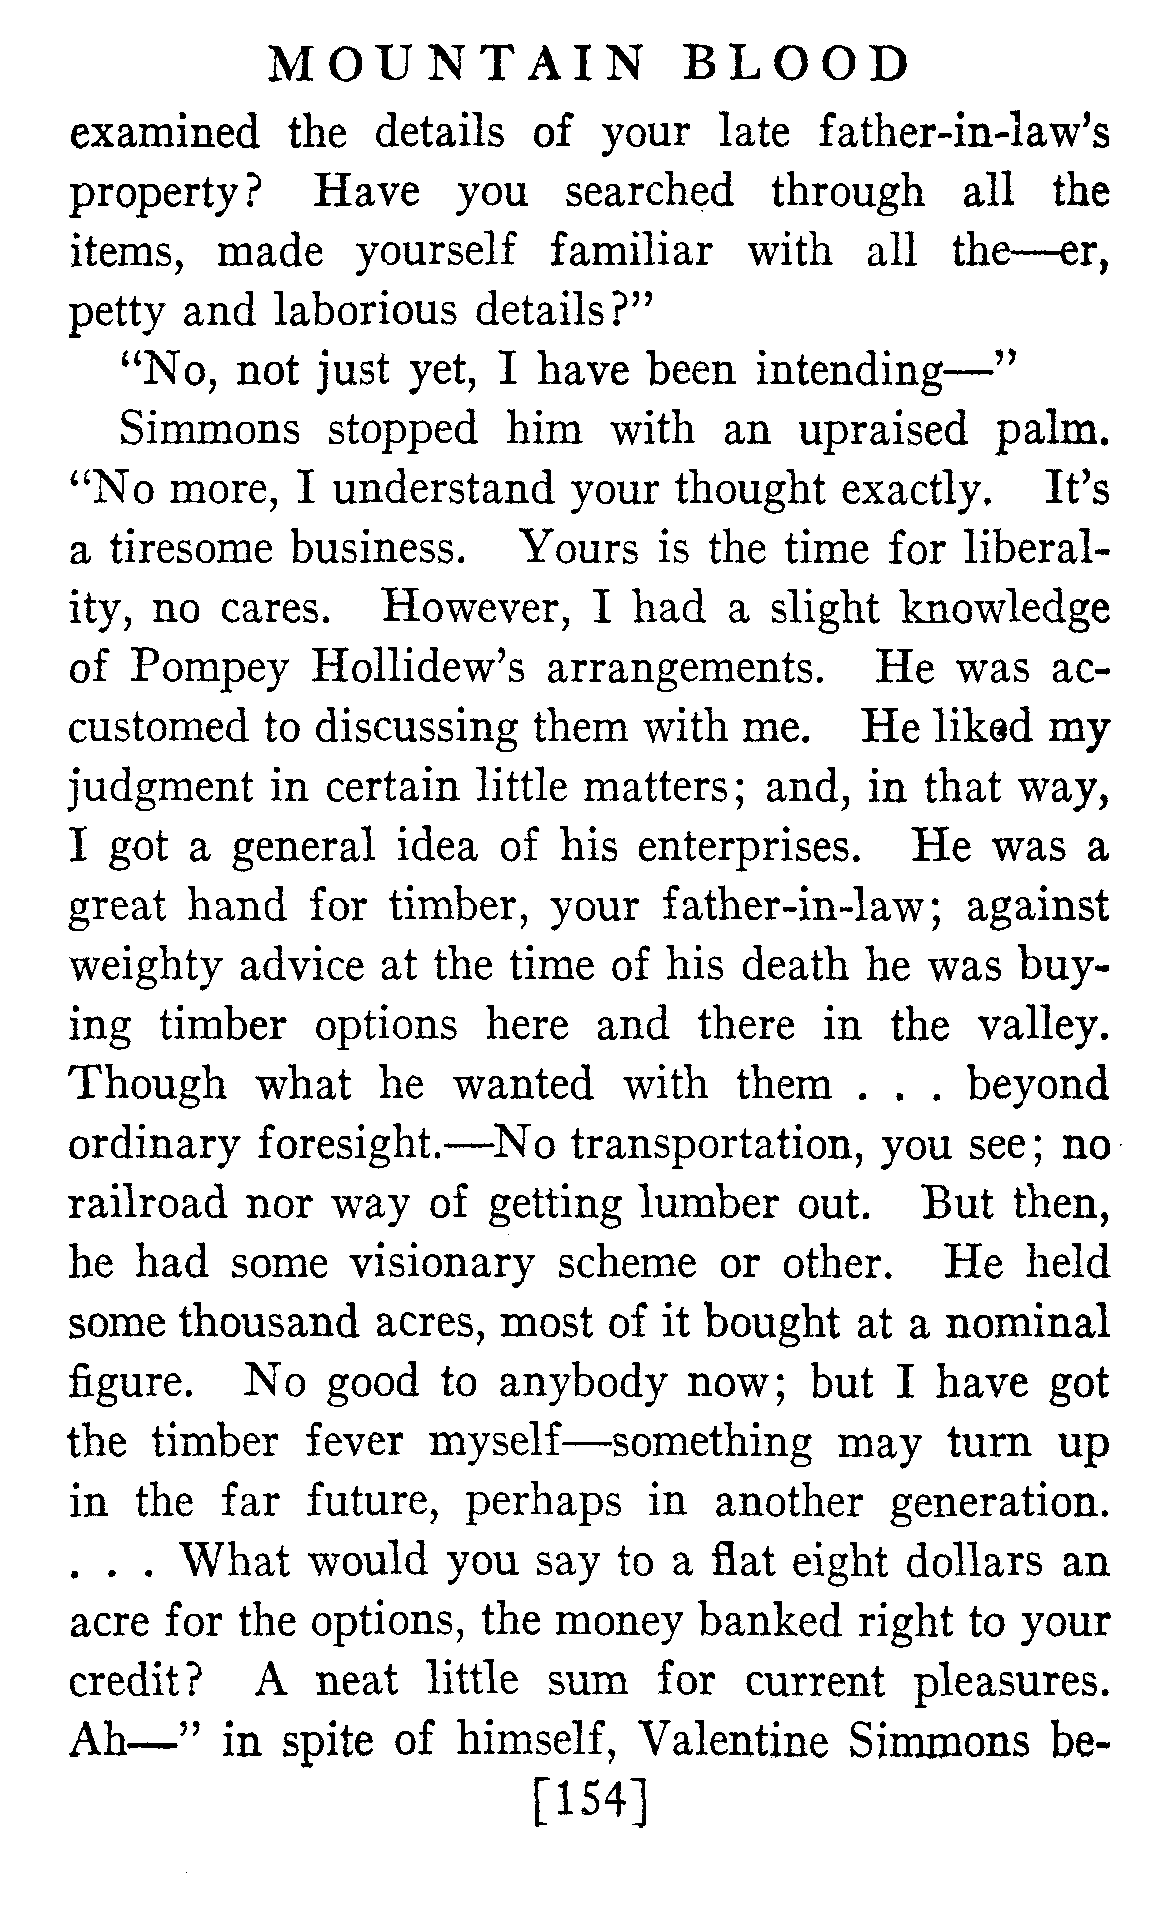 MOUNTAIN BLOOD
examined the details of your late father-in-law's
property? Have you searched through all the
items, made yourself familiar with all the—er,
petty and laborious details?"
"No, not just yet, I have been intending—"
Simmons stopped him with an upraised palm.
"No more, I understand your thought exactly. It's
a tiresome business. Yours is the time for liberal-
ity, no cares. However, I had a slight knowledge
of Pompey Hollidew's arrangements. He was ac-
customed to discussing them with me. He liked my
judgment in certain little matters; and, in that way,
I got a general idea of his enterprises. He was a
great hand for timber, your father-in-law; against
weighty advice at the time of his death he was buy-
ing timber options here and there in the valley.
Though what he wanted with them . . . beyond
ordinary foresight.—No transportation, you see; no
railroad nor way of getting lumber out. But then,
he had some visionary scheme or other. He held
some thousand acres, most of it bought at a nominal
figure. No good to anybody now; but I have got
the timber fever myself—something may turn up
in the far future, perhaps in another generation.
. . . What would you say to a flat eight dollars an
acre for the options, the money banked right to your
credit? A neat little sum for current pleasures.
Ah—" in spite of himself, Valentine Simmons be-
[154]